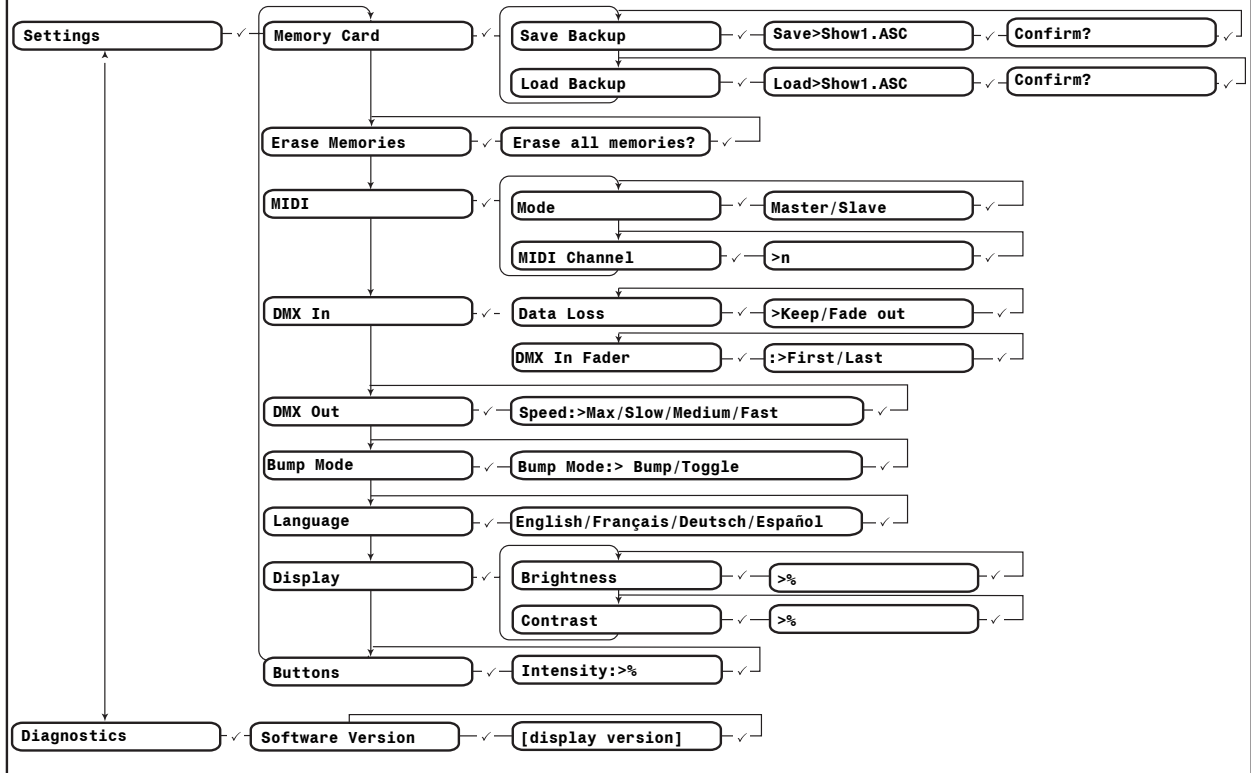 Settings
Memory Card
Save Backup
Save>Show1.ASC
Confirm?
Load Backup
Load>Show1.ASC
Confirm?
Erase Memories
Erase all memories?
MIDI
Mode
Master/Slave
MIDI Channel
>n
DMX In
Data Loss
>Keep/Fade out
DMX In Fader
:>First/Last
DMX Out
Speed:>Max/Slow/Medium/Fast
Bump Mode
Bump Mode:> Bump/Toggle
Language
English/Français/Deutsch/Español
Display
Brightness
>%
Contrast
>%
Buttons
Intensity:>%
Diagnostics
Software Version
[display version]